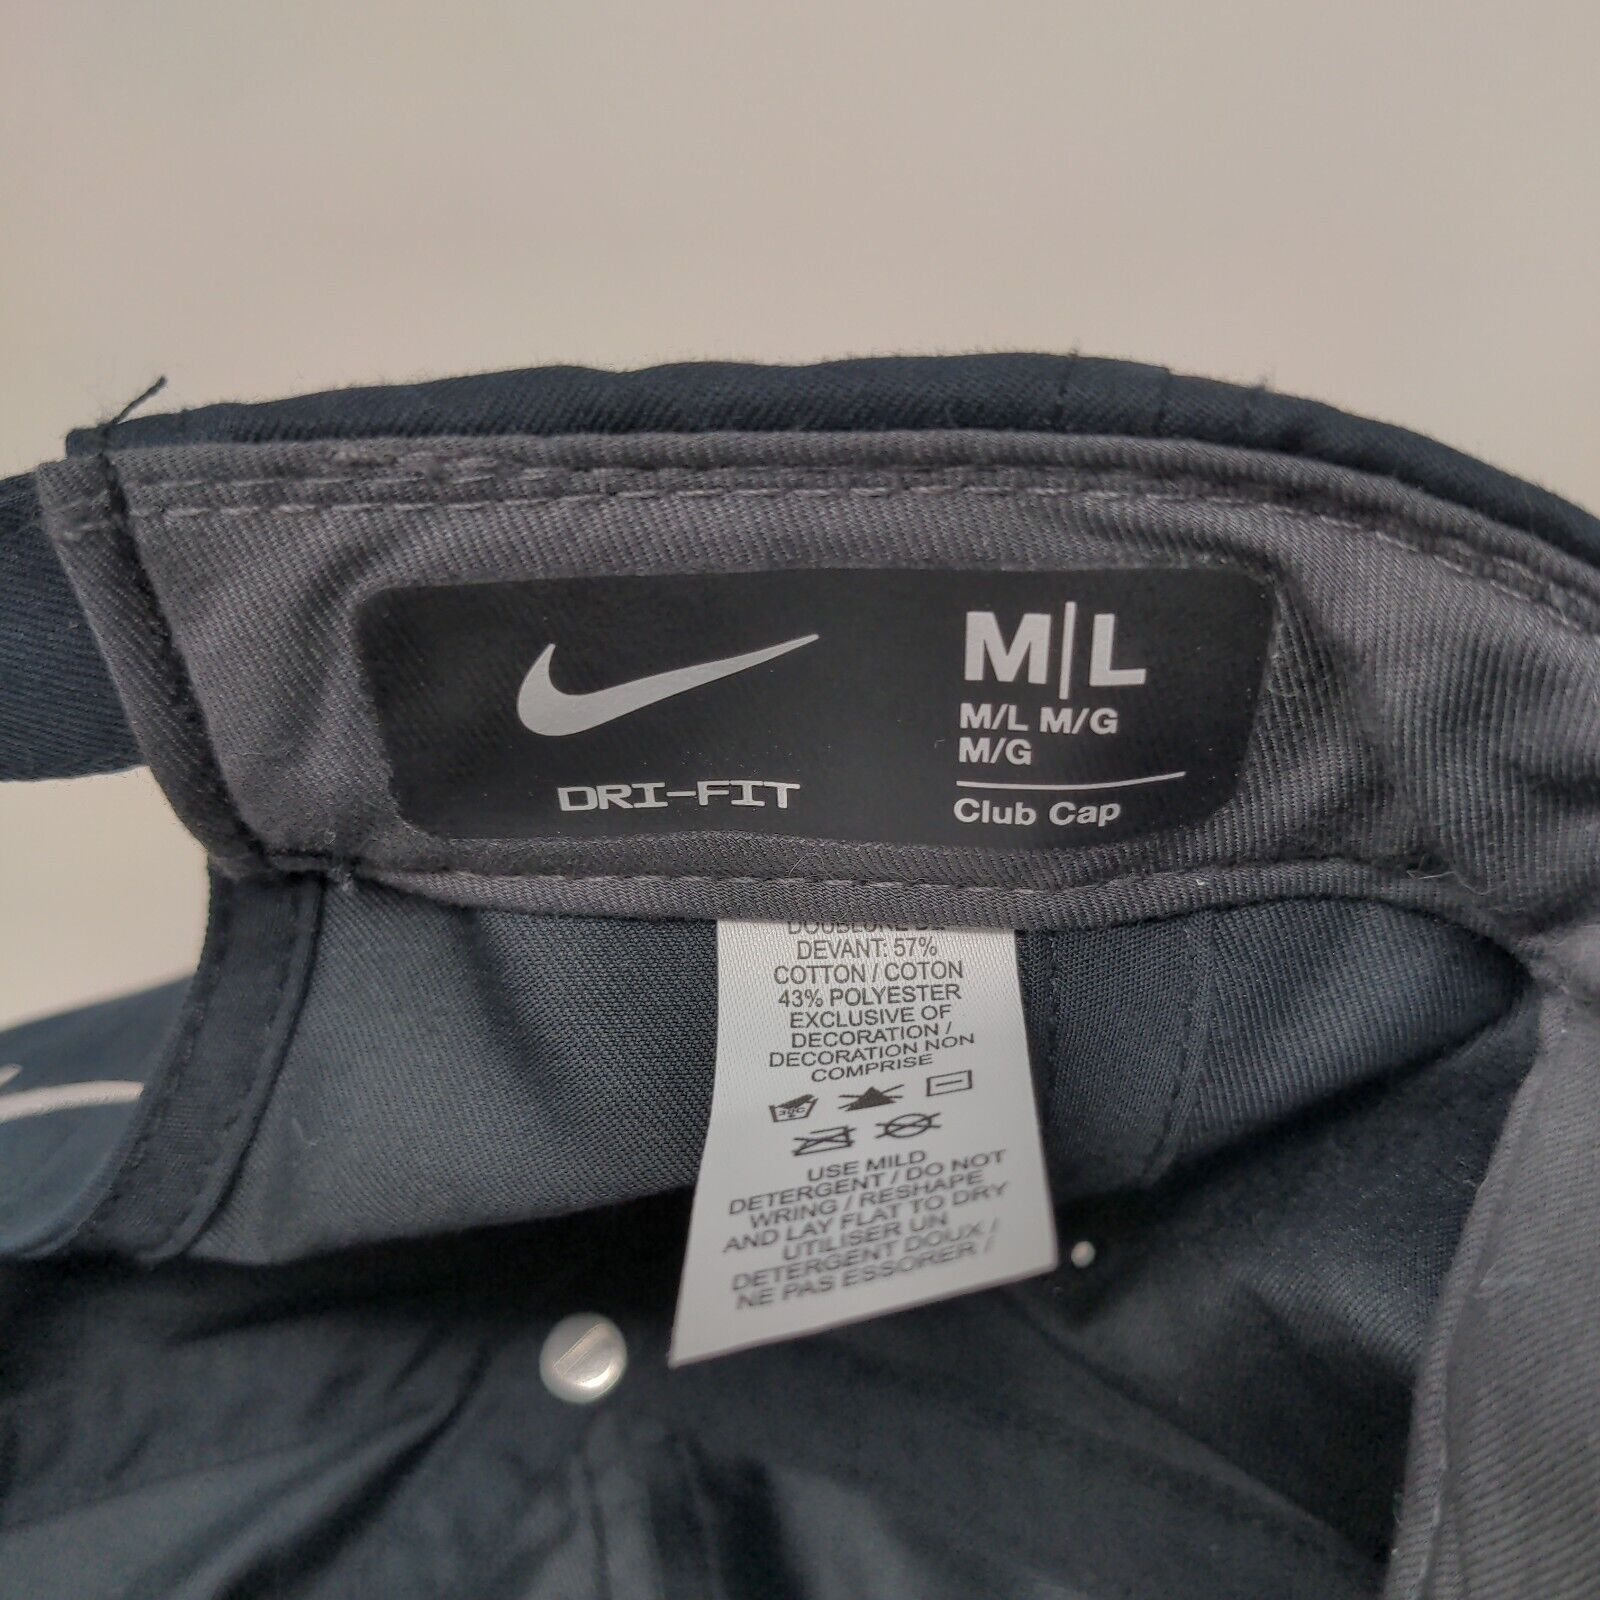 M|L
M/L M/G
M/G
Club Cap
DRI-FIT
DEVANT: 57%
COTTON / COTON
43% POLYESTER
EXCLUSIVE OF
DECORATION /
DECORATION NON
COMPRISE
30C
USE MILD
DETERGENT / DO NOT
WRING / RESHAPE
AND LAY FLAT TO DRY
UTILISER UN
DETERGENT DOUX /
NE PAS ESSORER /